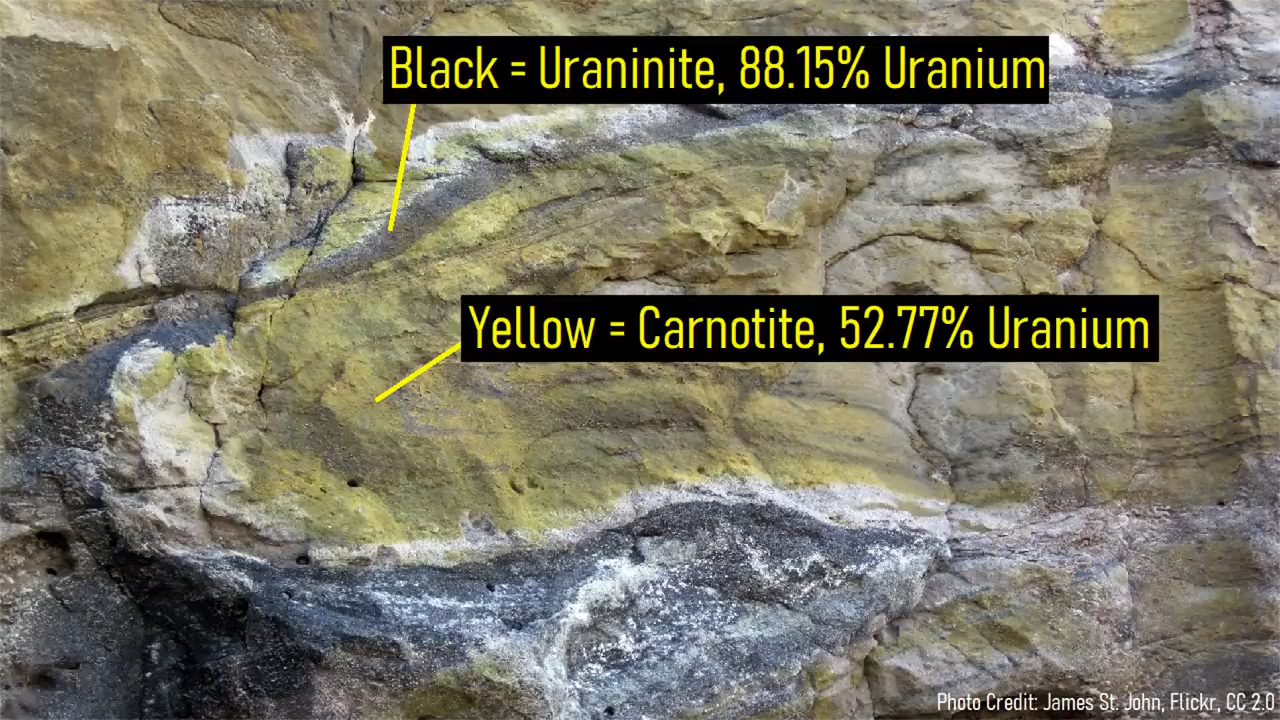 Black = Uraninite, 88.15% Uranium
Yellow = Carnotite, 52.77% Uranium
Photo Credit: James St. John, Flickr, CC 2.0